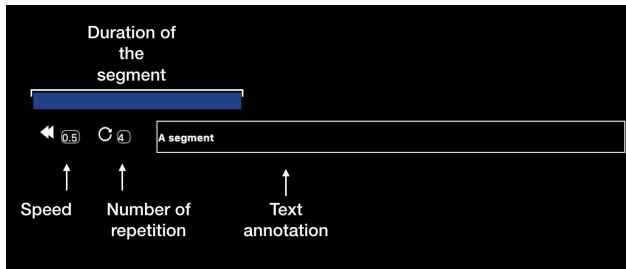 Duration of
the
segment
0.5 4 A segment
Speed Number of Text
repetition annotation